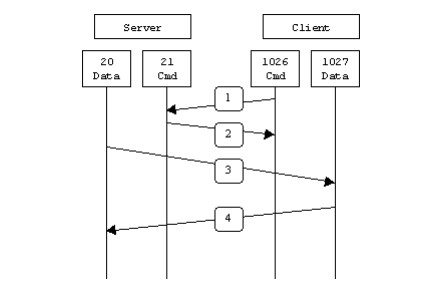 Server
Client
20
Data
21
Cmd
1026
Cmd
1027
Data
1
2
3
4